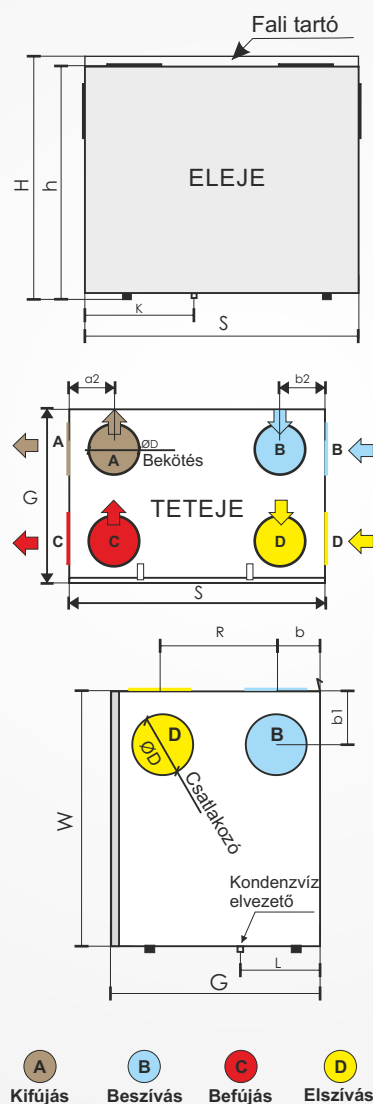 Fali tartó
H
h
ELEJE
K
S
a2
b2
A
A
ØD
Bekötés
B
B
G
TETEJE
C
C
D
D
S
R
b
b1
D
ØD
B
Csatlakozó
W
Kondenzvíz
elvezető
L
G
A
B
C
D
Kifújás
Beszívás
Befújás
Elszívás